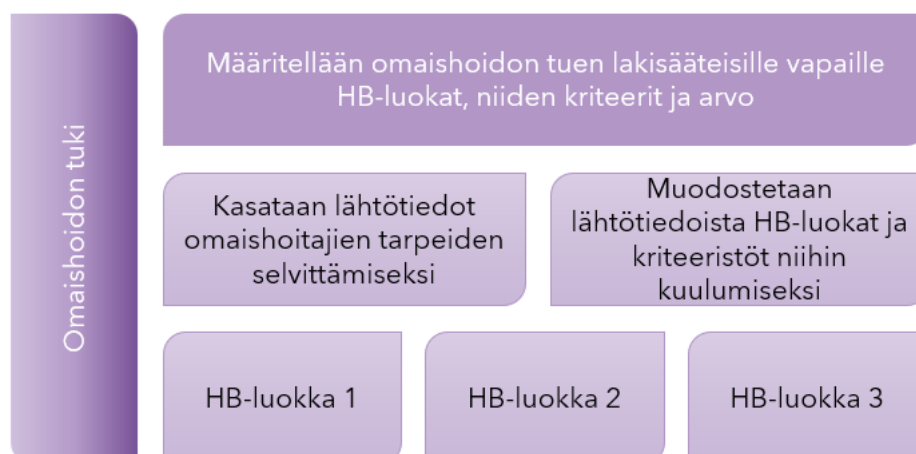 Omaishoidon tuki
Määritellään omaishoidon tuen lakisääteisille vapaille
HB-luokat, niiden kriteerit ja arvo
Kasataan lähtötiedot
omaishoitajien tarpeiden
selvittämiseksi
Muodostetaan
lähtötiedoista HB-luokat ja
kriteeristöt niihin
kuulumiseksi
HB-luokka 1
HB-luokka 2
HB-luokka 3